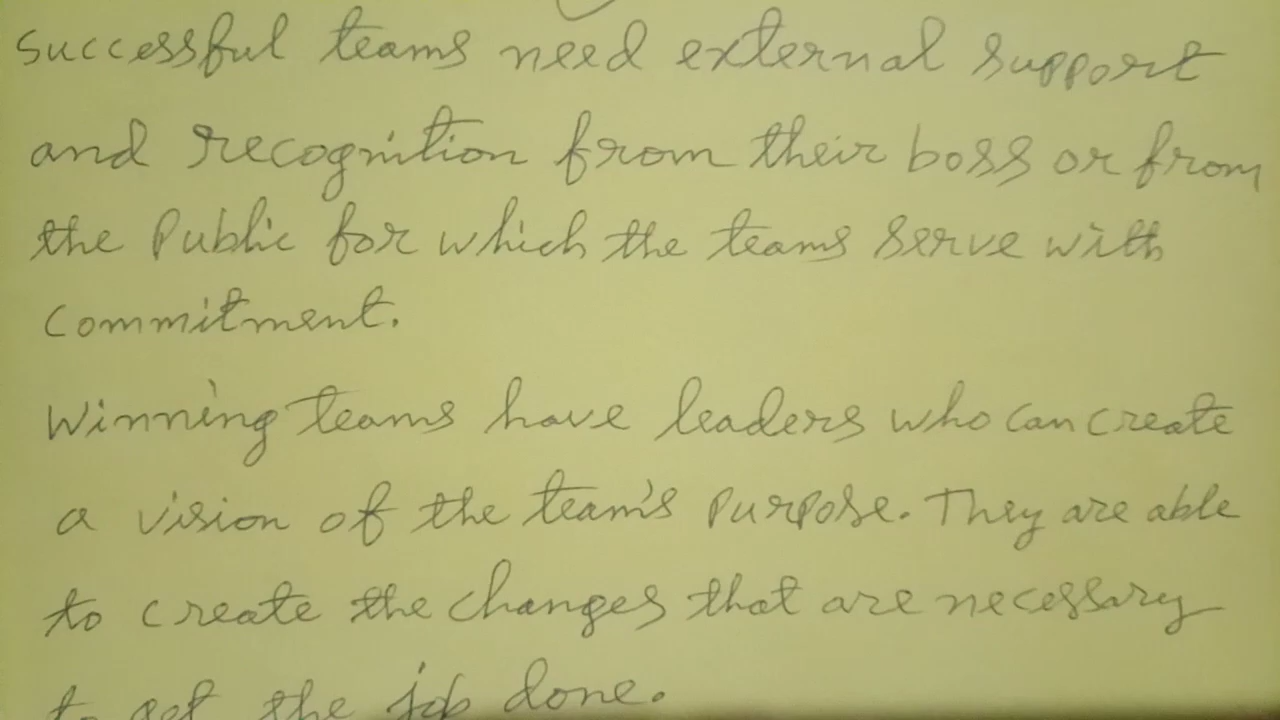 Successful teams need external support
and recognition from their boss or from
the Public for which the teams serve with
commitment.
Winning teams have leaders who can create
a vision of the team's purpose. They are able
to create the changes that are necessary
to get the job done.